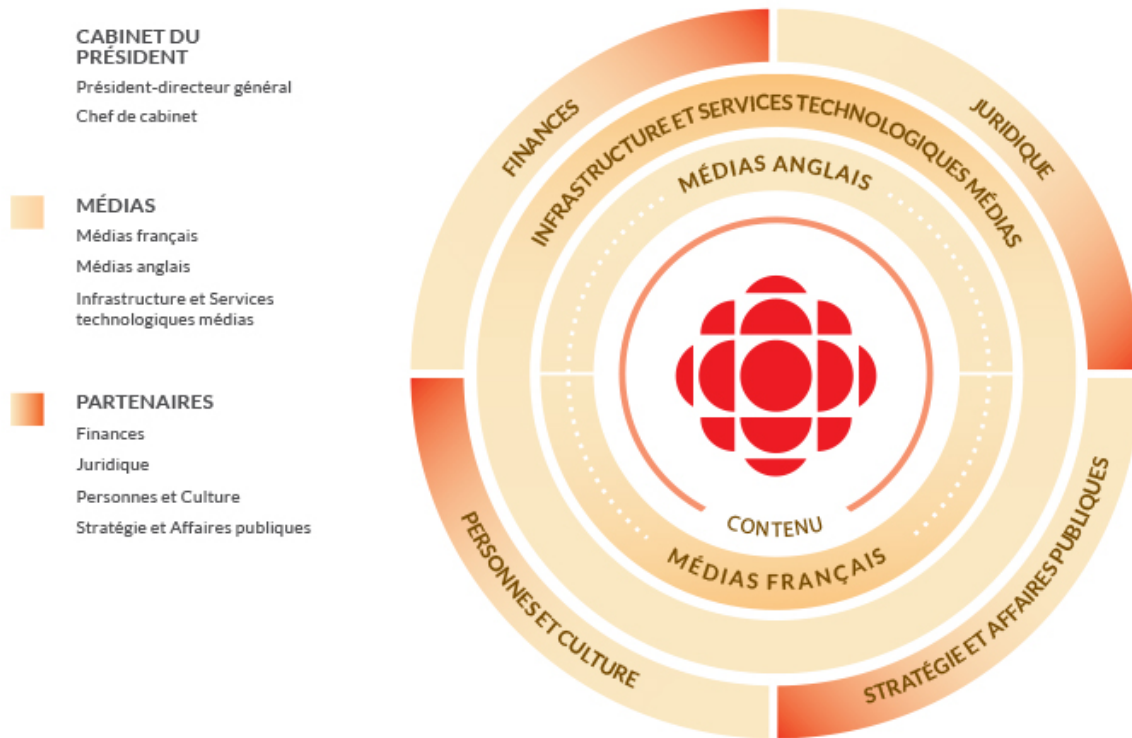 CABINET DU
PRÉSIDENT
Président-directeur général
Chef de cabinet
MÉDIAS
Médias français
Médias anglais
Infrastructure et Services
technologiques médias
PARTENAIRES
Finances
Juridique
Personnes et Culture
Stratégie et Affaires publiques
FINANCES
JURIDIQUE
INFRASTRUCTURE ET SERVICES TECHNOLOGIQUES MÉDIAS
MÉDIAS ANGLAIS
CONTENU
MÉDIAS FRANÇAIS
PERSONNES ET CULTURE
STRATÉGIE ET AFFAIRES PUBLIQUES